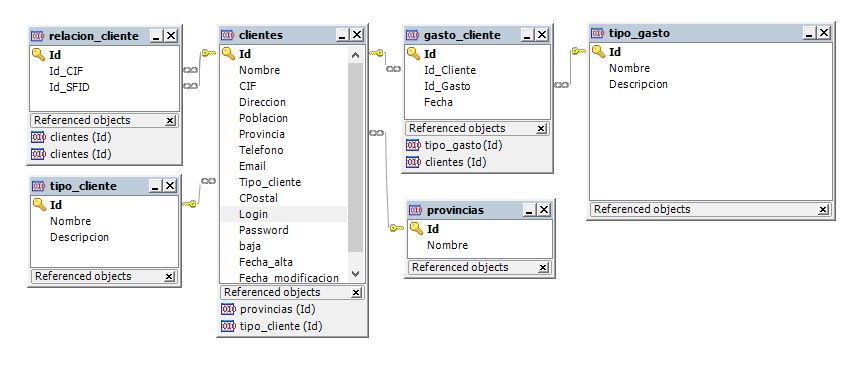 relacion_cliente
Id
Id_CIF
Id_SFID
Referenced objects
clientes (Id)
clientes (Id)
tipo_cliente
Id
Nombre
Descripcion
Referenced objects
clientes
Id
Nombre
CIF
Direccion
Poblacion
Provincia
Telefono
Email
Tipo_cliente
CPostal
Login
Password
baja
Fecha_alta
Fecha_modificacion
Referenced objects
provincias (Id)
tipo_cliente (Id)
gasto_cliente
Id
Id_Cliente
Id_Gasto
Fecha
Referenced objects
tipo_gasto (Id)
clientes (Id)
provincias
Id
Nombre
Referenced objects
tipo_gasto
Id
Nombre
Descripcion
Referenced objects